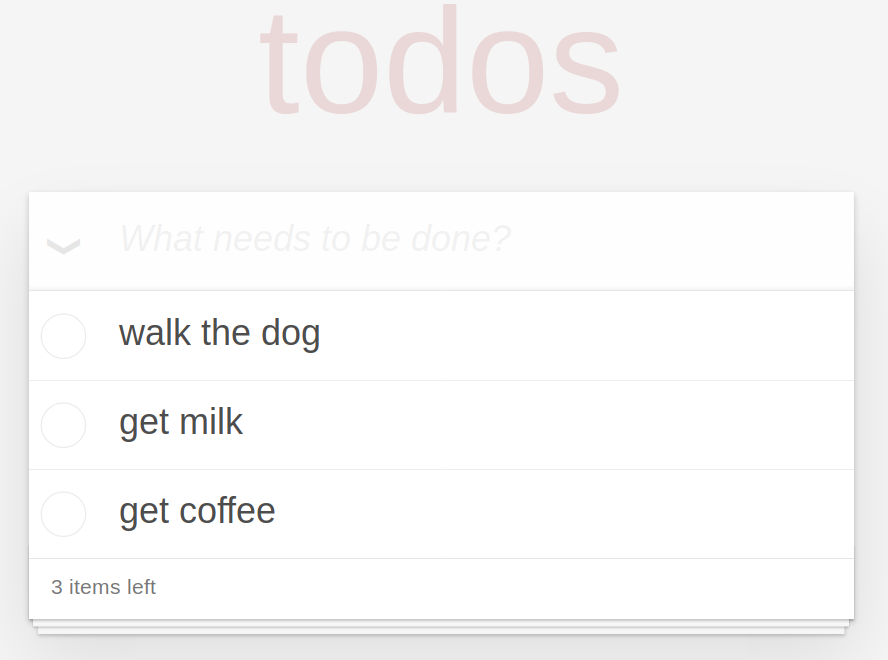 todos
What needs to be done?
walk the dog
get milk
get coffee
3 items left